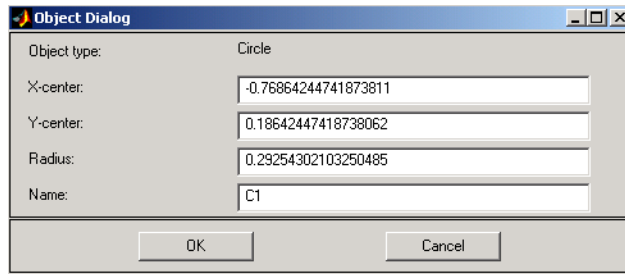 Object Dialog
Object type: Circle
X-center: -0.76864244741873811
Y-center: 0.18642447418738062
Radius: 0.29254302103250485
Name: C1
OK Cancel